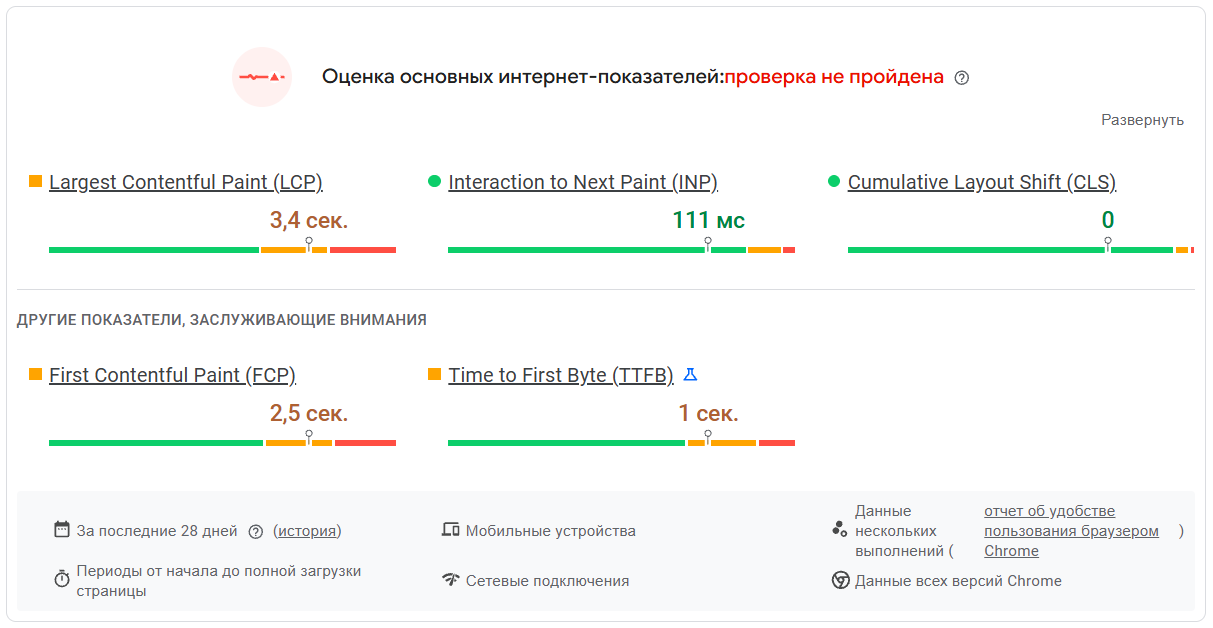 Оценка основных интернет-показателей:проверка не пройдена
Развернуть
Largest Contentful Paint (LCP)
3,4 сек.
Interaction to Next Paint (INP)
111 мс
Cumulative Layout Shift (CLS)
0
ДРУГИЕ ПОКАЗАТЕЛИ, ЗАСЛУЖИВАЮЩИЕ ВНИМАНИЯ
First Contentful Paint (FCP)
2,5 сек.
Time to First Byte (TTFB)
1 сек.
За последние 28 дней (история)
Мобильные устройства
Данные
нескольких
выполнений (
отчет об удобстве
пользования браузером
Chrome
)
Периоды от начала до полной загрузки
страницы
Сетевые подключения
Данные всех версий Chrome